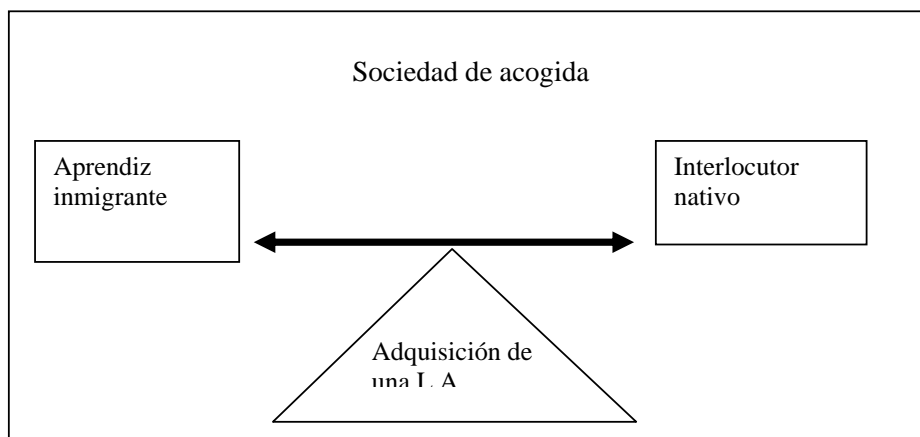 Sociedad de acogida
Aprendiz
inmigrante
Interlocutor
nativo
Adquisición de
una L A